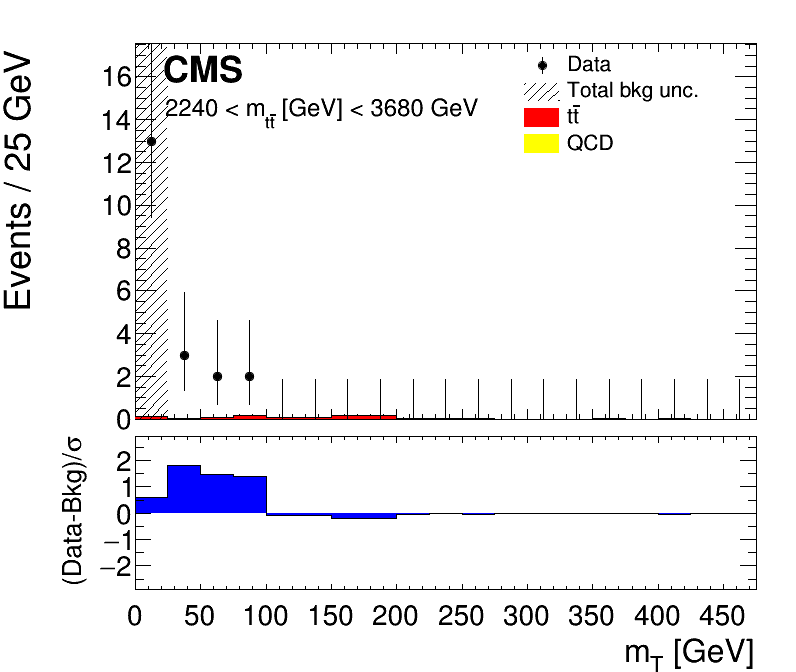 CMS
2240 < m_tt̄ [GeV] < 3680 GeV
Data
Total bkg unc.
tt̄
QCD
Events / 25 GeV
16
14
12
10
8
6
4
2
0
(Data-Bkg)/σ
2
1
0
−1
−2
0 50 100 150 200 250 300 350 400 450
m_T [GeV]